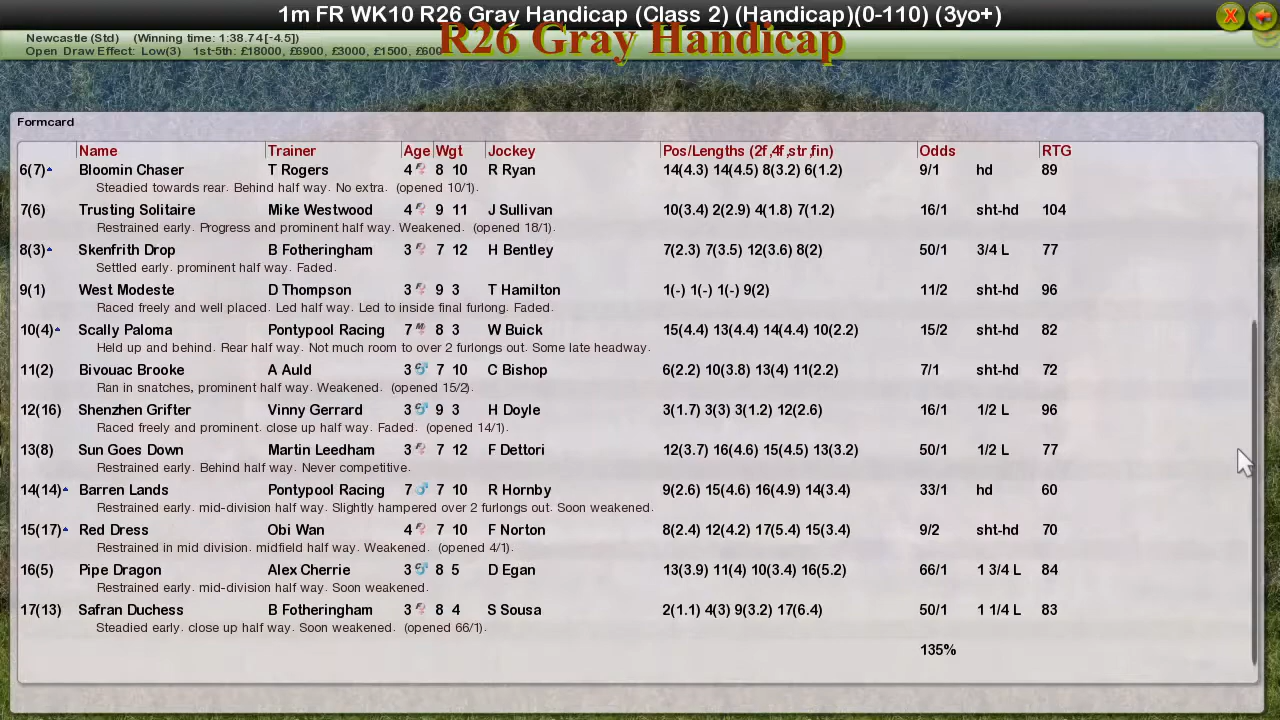 1m FR WK10 R26 Gray Handicap (Class 2) (Handicap)(0-110) (3yo+)
R26 Gray Handicap
Newcastle (Std) (Winning time: 1:38.74[-4.5])
Open Draw Effect: Low(3) 1st-5th: £18000, £6900, £3000, £1500, £600
Formcard
Name Trainer Age Wgt Jockey Pos/Lengths (2f,4f,str,fin) Odds RTG
6(7) Bloomin Chaser T Rogers 4 8 10 R Ryan 14(4.3) 14(4.5) 8(3.2) 6(1.2) 9/1 hd 89
Steadied towards rear. Behind half way. No extra. (opened 10/1).
7(6) Trusting Solitaire Mike Westwood 4 9 11 J Sullivan 10(3.4) 2(2.9) 4(1.8) 7(1.2) 16/1 sht-hd 104
Restrained early. Progress and prominent half way. Weakened. (opened 18/1).
8(3) Skenfrith Drop B Fotheringham 3 7 12 H Bentley 7(2.3) 7(3.5) 12(3.6) 8(2) 50/1 3/4 L 77
Settled early. prominent half way. Faded.
9(1) West Modeste D Thompson 3 9 3 T Hamilton 1(-) 1(-) 1(-) 9(2) 11/2 sht-hd 96
Raced freely and well placed. Led half way. Led to inside final furlong. Faded.
10(4) Scally Paloma Pontypool Racing 7 8 3 W Buick 15(4.4) 13(4.4) 14(4.4) 10(2.2) 15/2 sht-hd 82
Held up and behind. Rear half way. Not much room to over 2 furlongs out. Some late headway.
11(2) Bivouac Brooke A Auld 3 7 10 C Bishop 6(2.2) 10(3.8) 13(4) 11(2.2) 7/1 sht-hd 72
Ran in snatches, prominent half way. Weakened. (opened 15/2).
12(16) Shenzhen Grifter Vinny Gerrard 3 9 3 H Doyle 3(1.7) 3(3) 3(1.2) 12(2.6) 16/1 1/2 L 96
Raced freely and prominent. close up half way. Faded. (opened 14/1).
13(8) Sun Goes Down Martin Leedham 3 7 12 F Dettori 12(3.7) 16(4.6) 15(4.5) 13(3.2) 50/1 1/2 L 77
Restrained early. Behind half way. Never competitive.
14(14) Barren Lands Pontypool Racing 7 7 10 R Hornby 9(2.6) 15(4.6) 16(4.9) 14(3.4) 33/1 hd 60
Restrained early. mid-division half way. Slightly hampered over 2 furlongs out. Soon weakened.
15(17) Red Dress Obi Wan 4 7 10 F Norton 8(2.4) 12(4.2) 17(5.4) 15(3.4) 9/2 sht-hd 70
Restrained in mid division. midfield half way. Weakened. (opened 4/1).
16(5) Pipe Dragon Alex Cherrie 3 8 5 D Egan 13(3.9) 11(4) 10(3.4) 16(5.2) 66/1 1 3/4 L 84
Restrained early. mid-division half way. Soon weakened.
17(13) Safran Duchess B Fotheringham 3 8 4 S Sousa 2(1.1) 4(3) 9(3.2) 17(6.4) 50/1 1 1/4 L 83
Steadied early. close up half way. Soon weakened. (opened 66/1).
135%